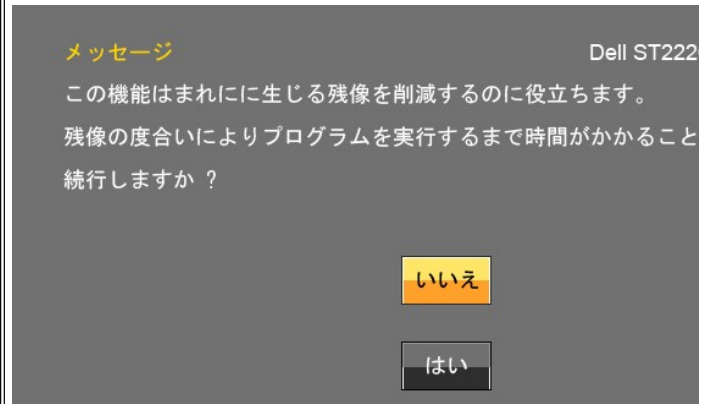 メッセージ Dell ST222
この機能はまれにに生じる残像を削減するのに役立ちます。
残像の度合いによりプログラムを実行するまで時間がかかること
続行しますか ?
いいえ
はい